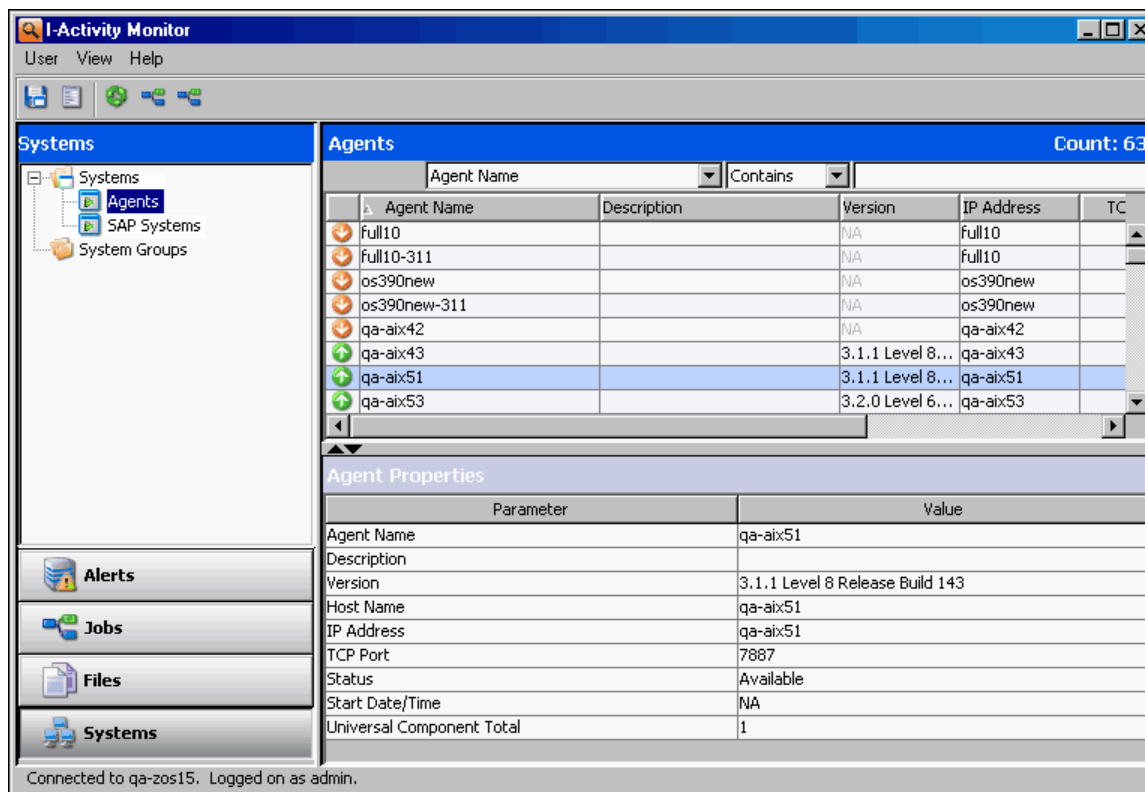 I-Activity Monitor
User View Help
Systems
Systems
Agents
SAP Systems
System Groups
Alerts
Jobs
Files
Systems
Agents Count: 63
Agent Name Contains
Agent Name Description Version IP Address TC
full10 NA full10
full10-311 NA full10
os390new NA os390new
os390new-311 NA os390new
qa-aix42 NA qa-aix42
qa-aix43 3.1.1 Level 8... qa-aix43
qa-aix51 3.1.1 Level 8... qa-aix51
qa-aix53 3.2.0 Level 6... qa-aix53
Agent Properties
Parameter Value
Agent Name qa-aix51
Description
Version 3.1.1 Level 8 Release Build 143
Host Name qa-aix51
IP Address qa-aix51
TCP Port 7887
Status Available
Start Date/Time NA
Universal Component Total 1
Connected to qa-zos15. Logged on as admin.